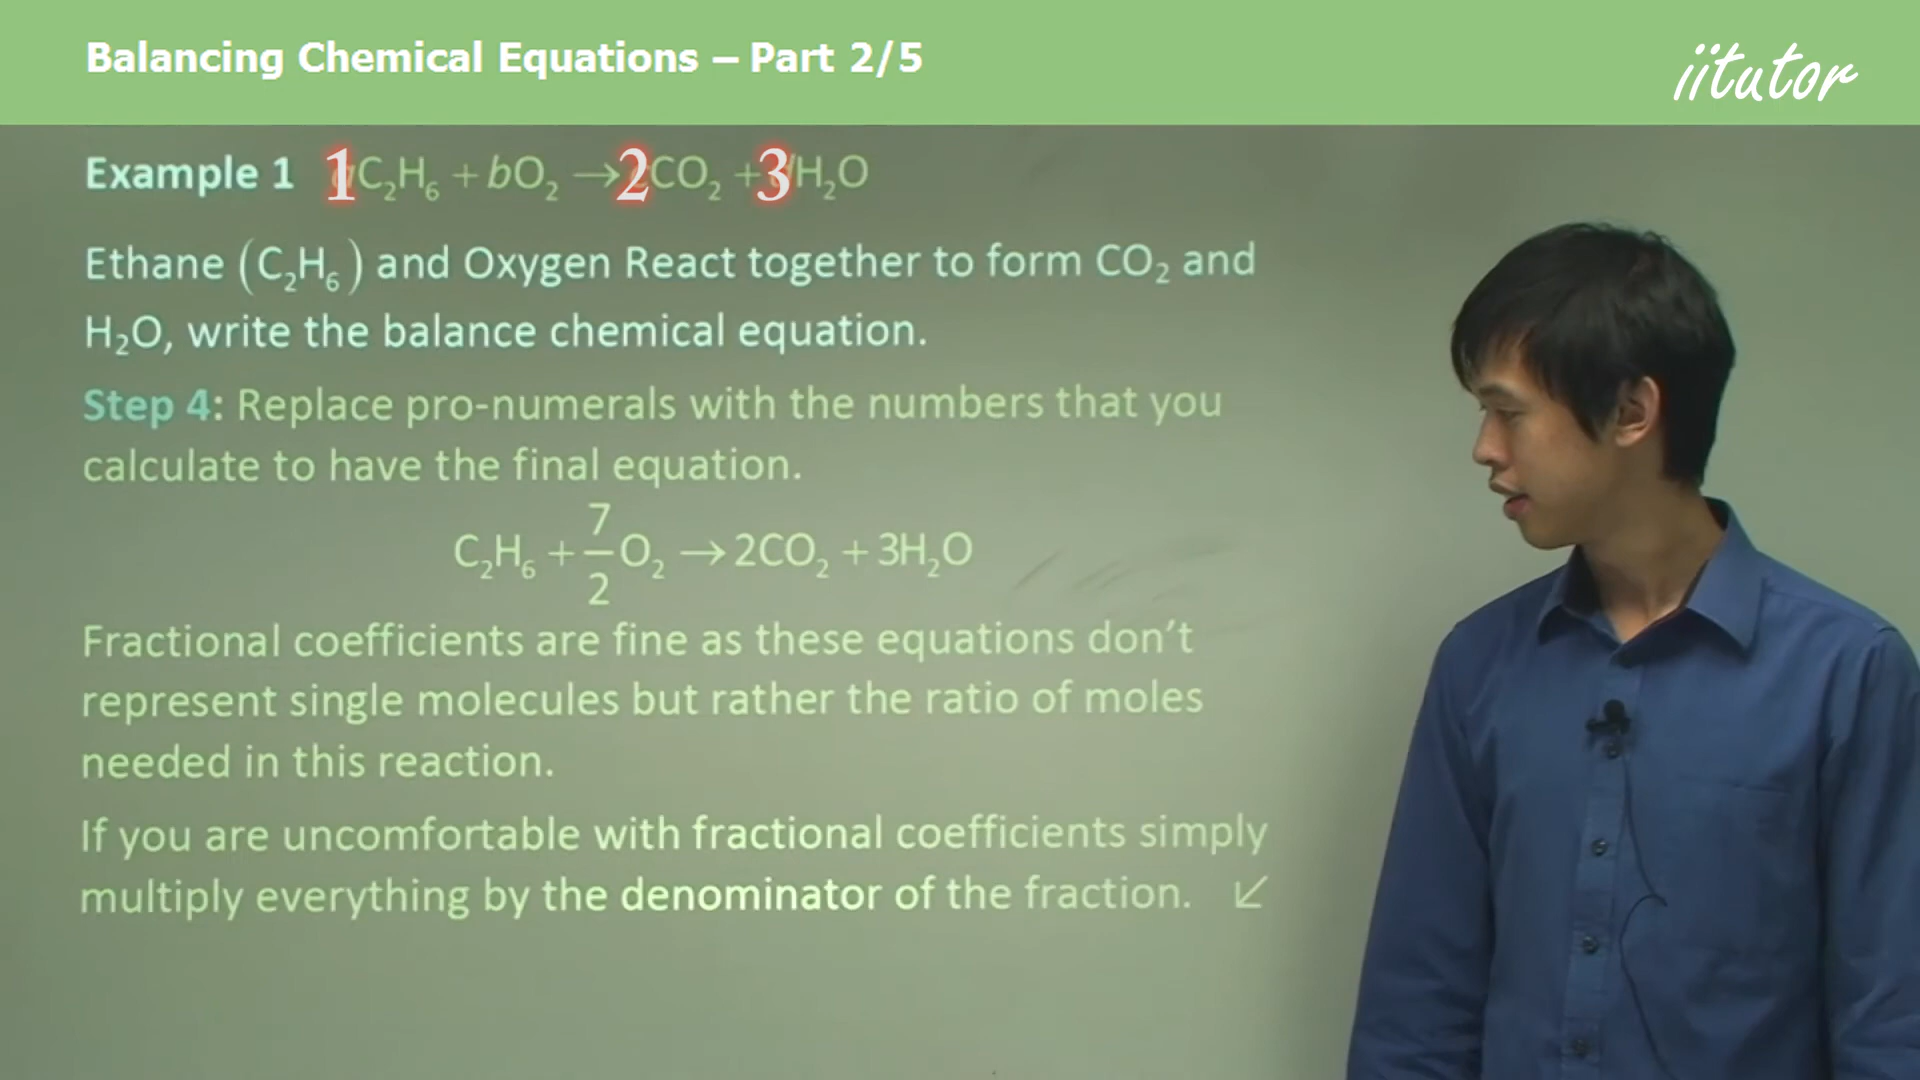 Balancing Chemical Equations – Part 2/5
iitutor
Example 1 1C₂H₆ + bO₂ → 2CO₂ + 3H₂O
Ethane (C₂H₆) and Oxygen React together to form CO₂ and
H₂O, write the balance chemical equation.
Step 4: Replace pro-numerals with the numbers that you
calculate to have the final equation.
C₂H₆ + 7/2 O₂ → 2CO₂ + 3H₂O
Fractional coefficients are fine as these equations don't
represent single molecules but rather the ratio of moles
needed in this reaction.
If you are uncomfortable with fractional coefficients simply
multiply everything by the denominator of the fraction. ↙